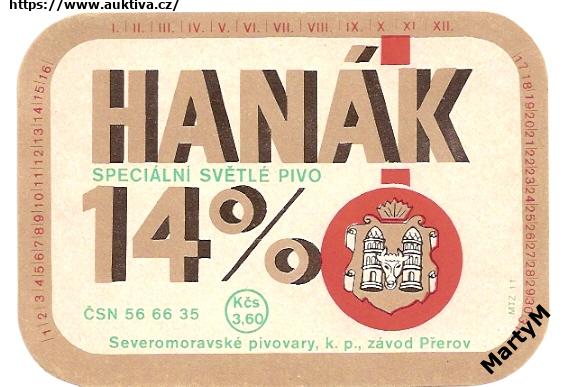 https://www.auktiva.cz/
I. II. III. IV. V. VI. VII. VIII. IX. X. XI. XII.
HANÁK
SPECIÁLNÍ SVĚTLÉ PIVO
14%
ČSN 56 66 35
Kčs
3,60
Severomoravské pivovary, k. p., závod Přerov
1 2 3 4 5 6 7 8 9 10 11 12 13 14 15 16
17 18 19 20 21 22 23 24 25 26 27 28 29 30 31
MTZ 11
MartyM